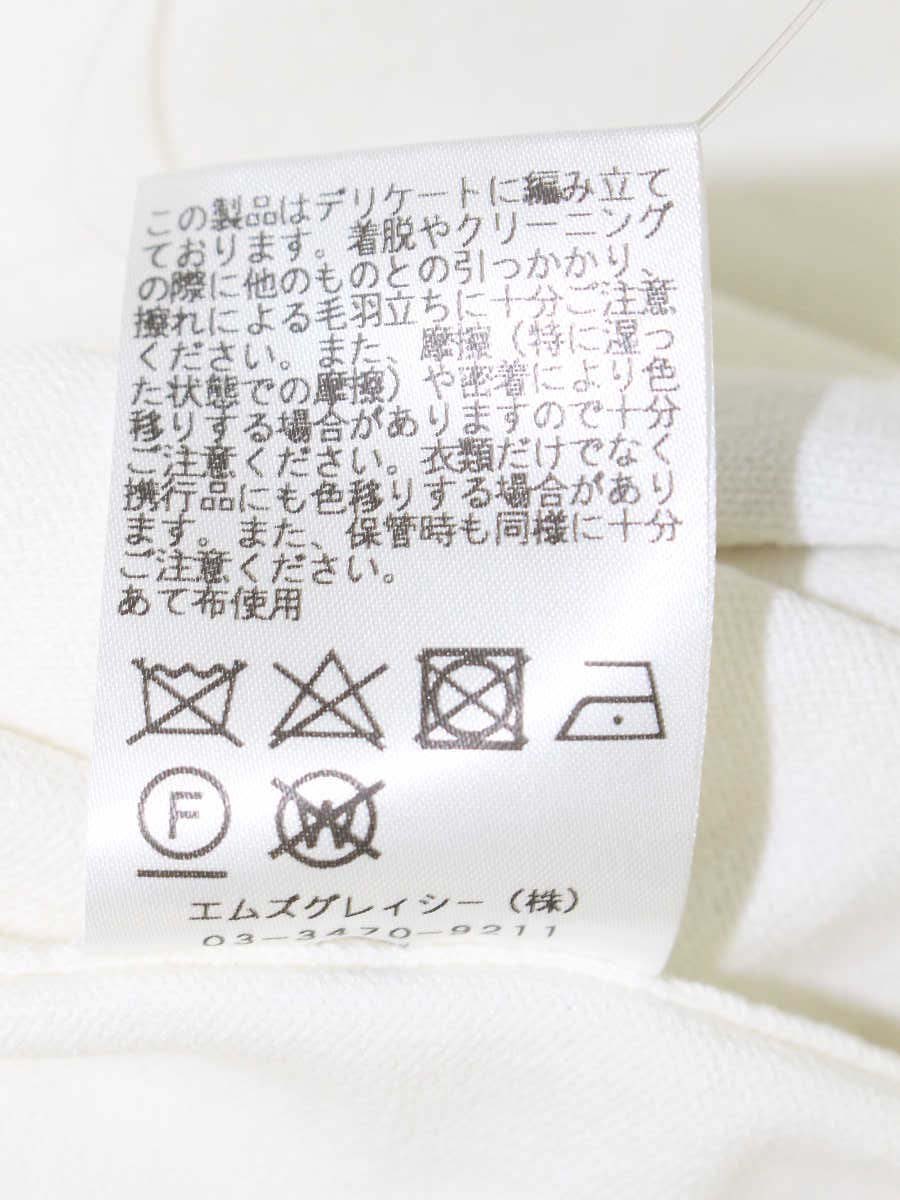 この製品はデリケートに編み立て
ております。着脱やクリーニング
の際に他のものとの引っかかり、
擦れによる毛羽立ちに十分ご注意
ください。また、摩擦（特に湿っ
た状態での摩擦）や密着により色
移りする場合がありますので十分
ご注意ください。衣類だけでなく
携行品にも色移りする場合があり
ます。また、保管時も同様に十分
ご注意ください。
あて布使用
F
W
エムズグレィシー（株）
03-3470-9211